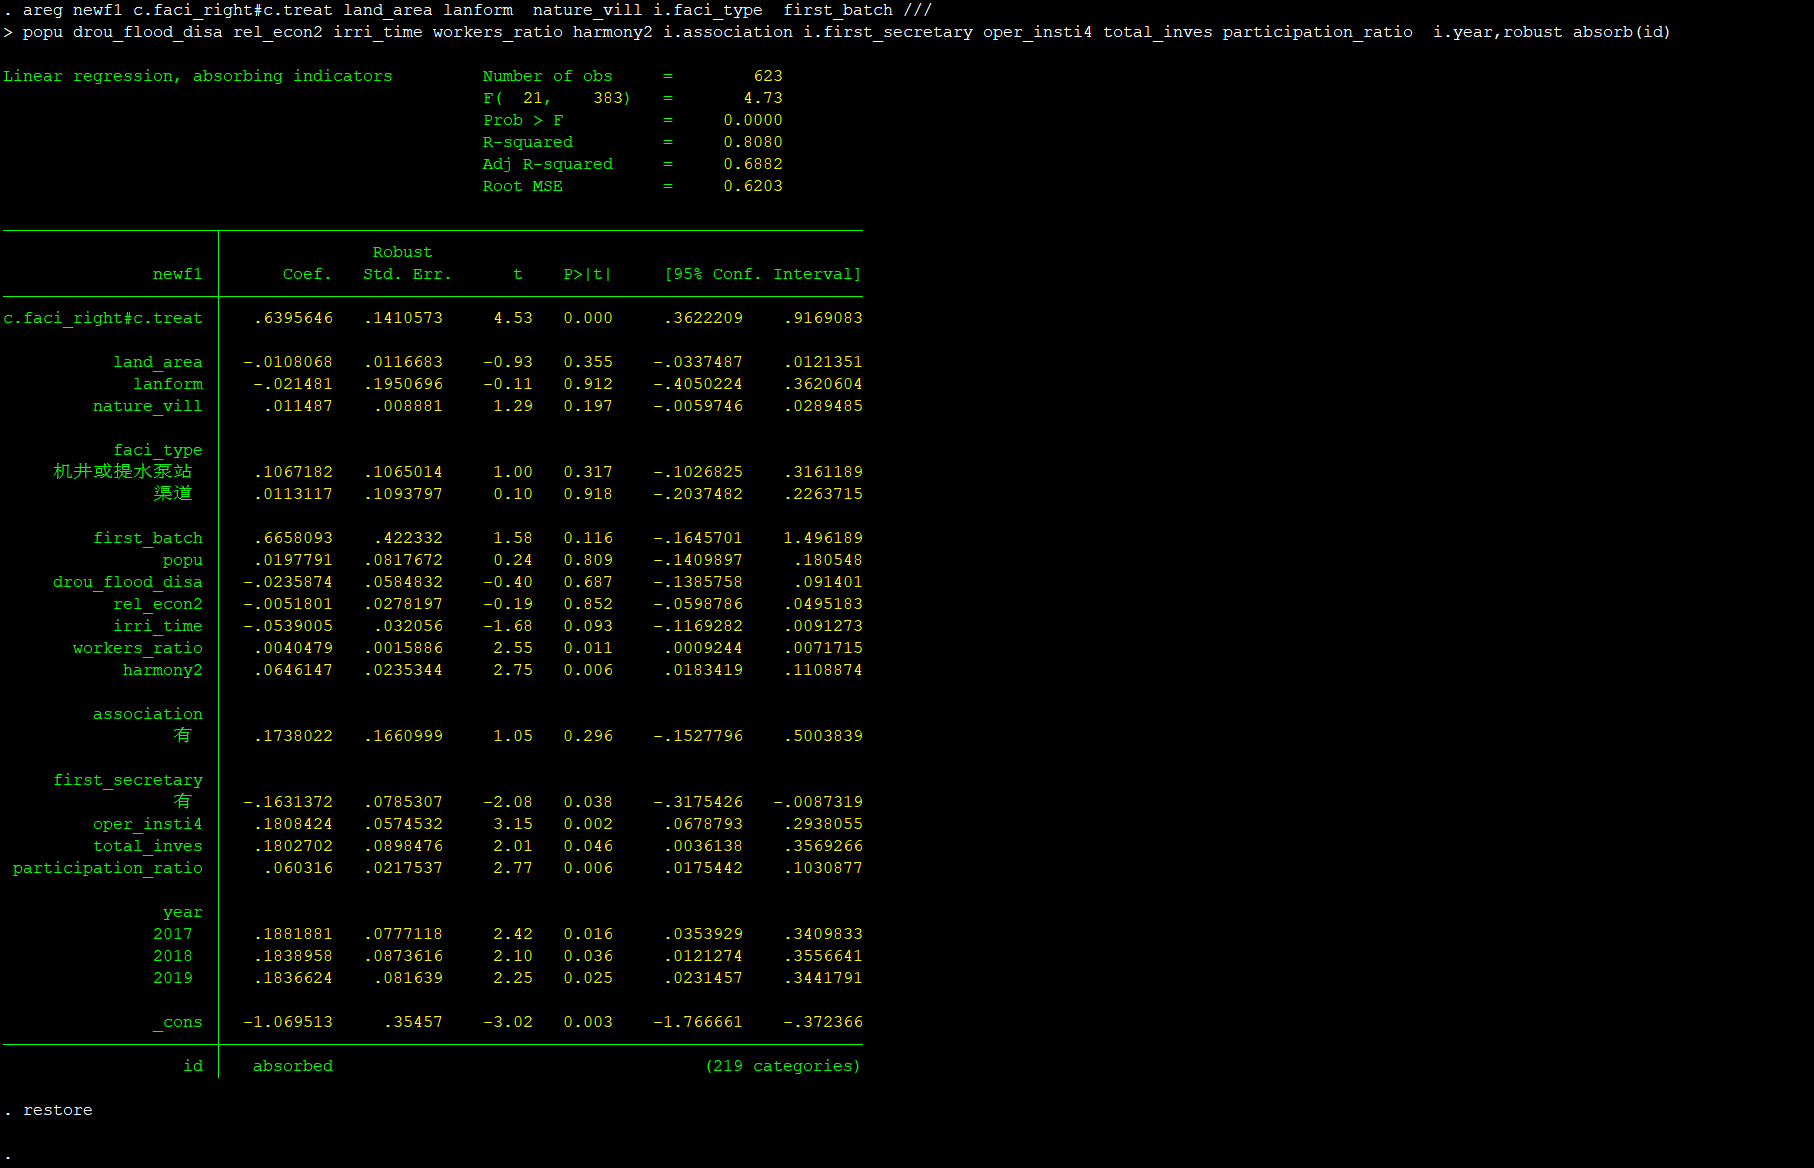 . areg newf1 c.faci_right#c.treat land_area lanform  nature_vill i.faci_type  first_batch ///
> popu drou_flood_disa rel_econ2 irri_time workers_ratio harmony2 i.association i.first_secretary oper_insti4 total_inves participation_ratio  i.year,robust absorb(id)
Linear regression, absorbing indicators Number of obs = 623
F( 21, 383) = 4.73
Prob > F = 0.0000
R-squared = 0.8080
Adj R-squared = 0.6882
Root MSE = 0.6203
Robust
newf1 Coef. Std. Err. t P>|t| [95% Conf. Interval]
c.faci_right#c.treat .6395646 .1410573 4.53 0.000 .3622209 .9169083
land_area -.0108068 .0116683 -0.93 0.355 -.0337487 .0121351
lanform -.021481 .1950696 -0.11 0.912 -.4050224 .3620604
nature_vill .011487 .008881 1.29 0.197 -.0059746 .0289485
faci_type
机井或提水泵站 .1067182 .1065014 1.00 0.317 -.1026825 .3161189
渠道 .0113117 .1093797 0.10 0.918 -.2037482 .2263715
first_batch .6658093 .422332 1.58 0.116 -.1645701 1.496189
popu .0197791 .0817672 0.24 0.809 -.1409897 .180548
drou_flood_disa -.0235874 .0584832 -0.40 0.687 -.1385758 .091401
rel_econ2 -.0051801 .0278197 -0.19 0.852 -.0598786 .0495183
irri_time -.0539005 .032056 -1.68 0.093 -.1169282 .0091273
workers_ratio .0040479 .0015886 2.55 0.011 .0009244 .0071715
harmony2 .0646147 .0235344 2.75 0.006 .0183419 .1108874
association
有 .1738022 .1660999 1.05 0.296 -.1527796 .5003839
first_secretary
有 -.1631372 .0785307 -2.08 0.038 -.3175426 -.0087319
oper_insti4 .1808424 .0574532 3.15 0.002 .0678793 .2938055
total_inves .1802702 .0898476 2.01 0.046 .0036138 .3569266
participation_ratio .060316 .0217537 2.77 0.006 .0175442 .1030877
year
2017 .1881881 .0777118 2.42 0.016 .0353929 .3409833
2018 .1838958 .0873616 2.10 0.036 .0121274 .3556641
2019 .1836624 .081639 2.25 0.025 .0231457 .3441791
_cons -1.069513 .35457 -3.02 0.003 -1.766661 -.372366
id absorbed (219 categories)
. restore
.